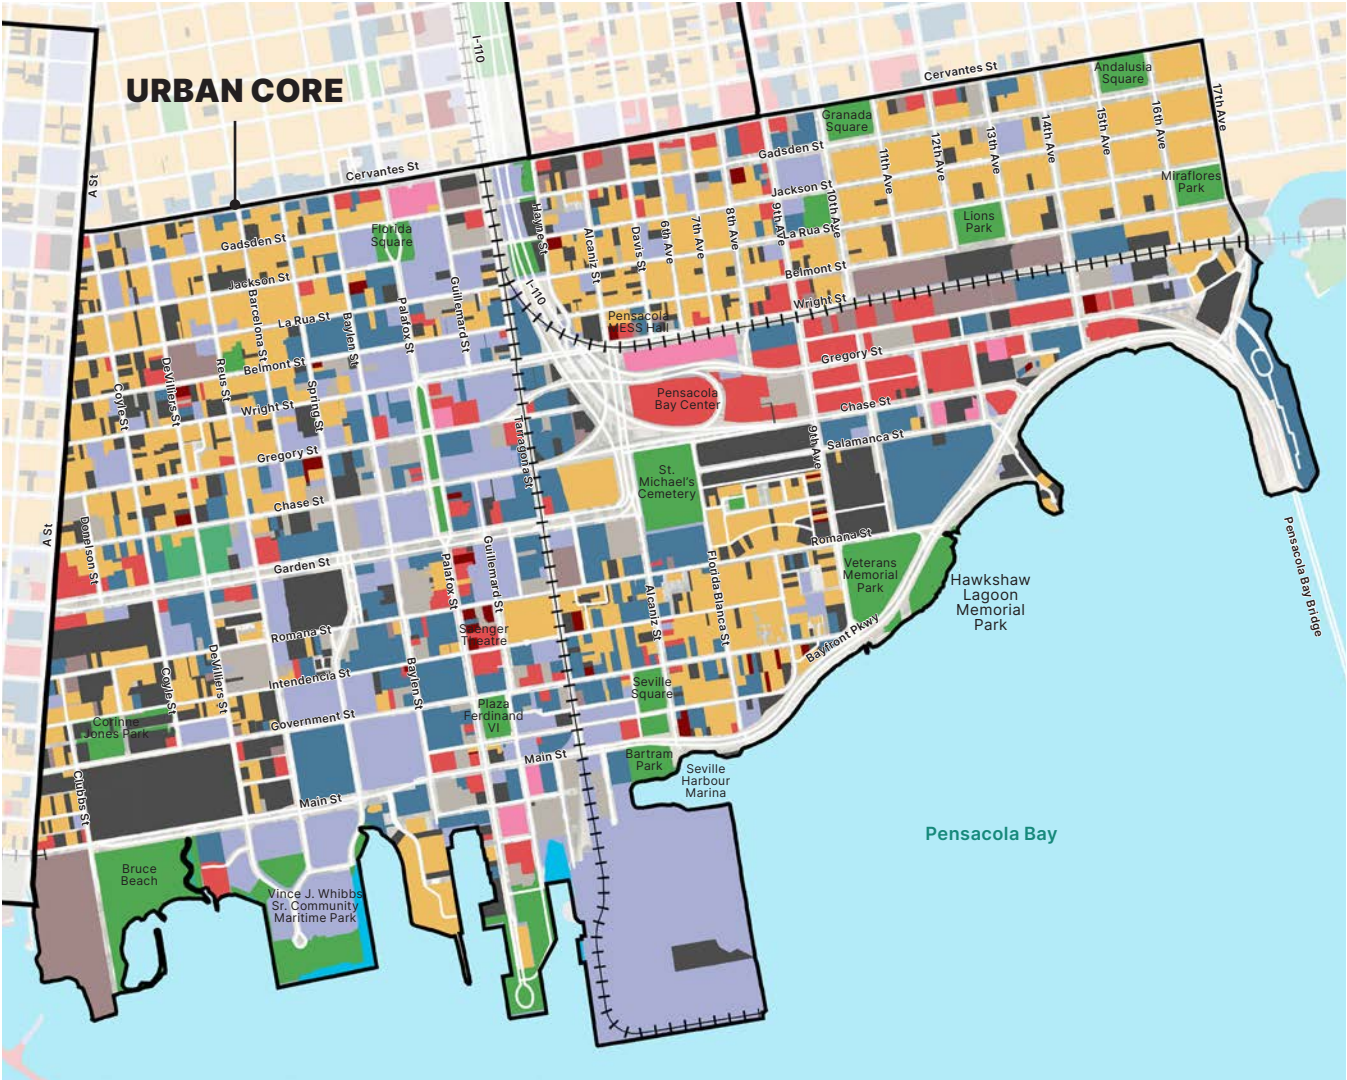 URBAN CORE
I-110
Cervantes St
Andalusia
Square
17th Ave
Granada
Square
16th Ave
15th Ave
14th Ave
13th Ave
12th Ave
11th Ave
Gadsden St
Cervantes St
A St
Miraflores
Park
Jackson St
10th Ave
9th Ave
8th Ave
7th Ave
6th Ave
Davis St
Alcaniz St
Hayne St
Lions
Park
La Rua St
Florida
Square
Gadsden St
Belmont St
Jackson St
I-110
Wright St
Guillemard St
Palafox St
Baylen St
Barcelona St
La Rua St
Pensacola
MESS Hall
Gregory St
Belmont St
Reus St
DeVilliers St
Coyle St
Spring St
Wright St
Pensacola
Bay Center
Chase St
Tarragona St
9th Ave
Salamanca St
Gregory St
St.
Michael's
Cemetery
Chase St
A St
Donelson St
Pensacola Bay Bridge
Romana St
Garden St
Palafox St
Guillemard St
Florida Blanca St
Alcaniz St
Veterans
Memorial
Park
Hawkshaw
Lagoon
Memorial
Park
Romana St
Saenger
Theatre
Bayfront Pkwy
DeVilliers St
Coyle St
Intendencia St
Baylen St
Seville
Square
Plaza
Ferdinand
VI
Government St
Corinne
Jones Park
Main St
Bartram
Park
Seville
Harbour
Marina
Clubbs St
Main St
Pensacola Bay
Bruce
Beach
Vince J. Whibbs
Sr. Community
Maritime Park